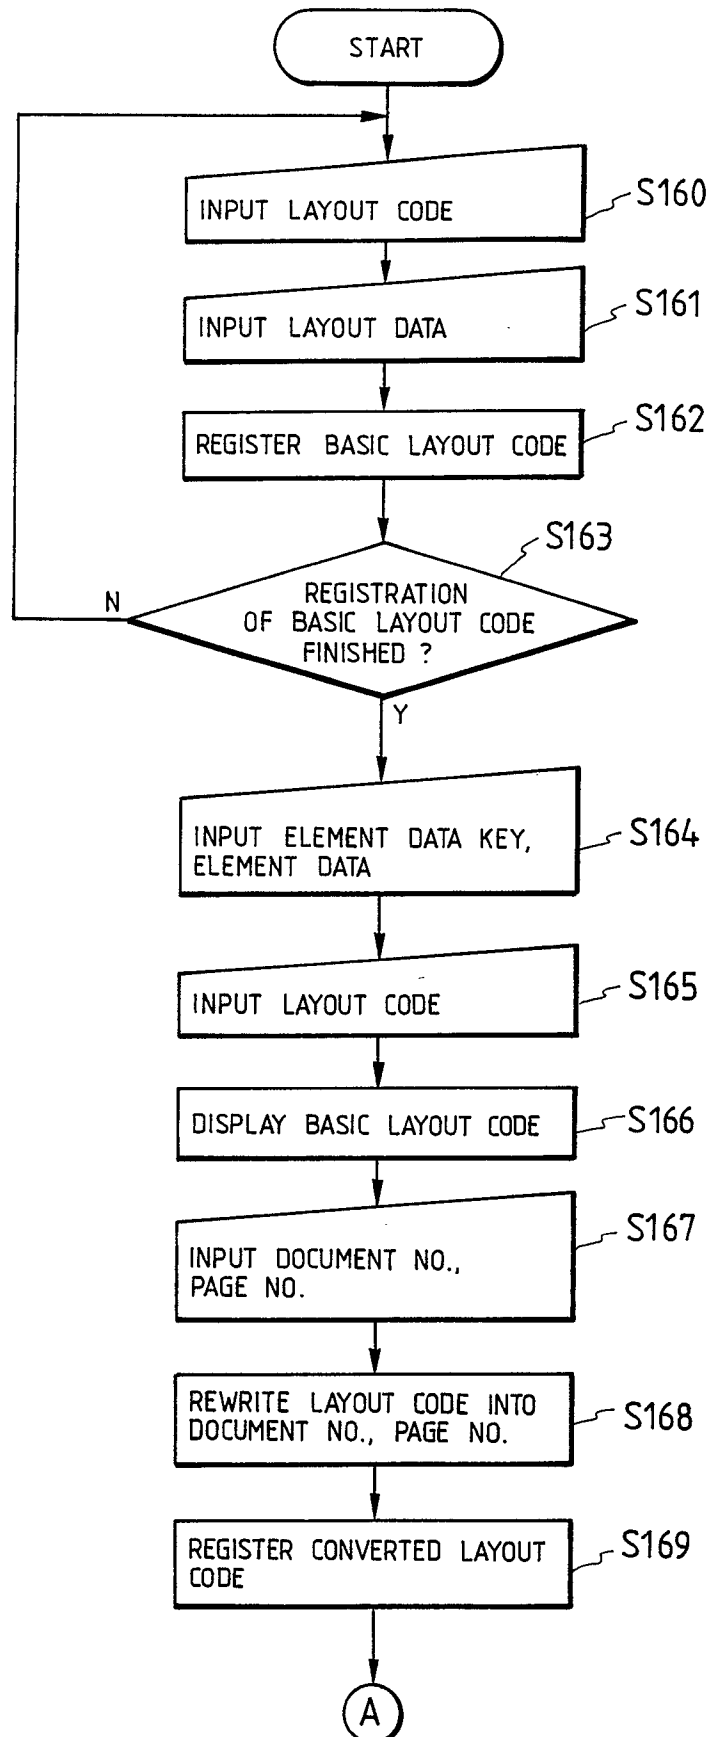 START
INPUT LAYOUT CODE
S160
INPUT LAYOUT DATA
S161
REGISTER BASIC LAYOUT CODE
S162
S163
REGISTRATION
OF BASIC LAYOUT CODE
FINISHED ?
N
Y
INPUT ELEMENT DATA KEY,
ELEMENT DATA
S164
INPUT LAYOUT CODE
S165
DISPLAY BASIC LAYOUT CODE
S166
INPUT DOCUMENT NO.,
PAGE NO.
S167
REWRITE LAYOUT CODE INTO
DOCUMENT NO., PAGE NO.
S168
REGISTER CONVERTED LAYOUT
CODE
S169
A